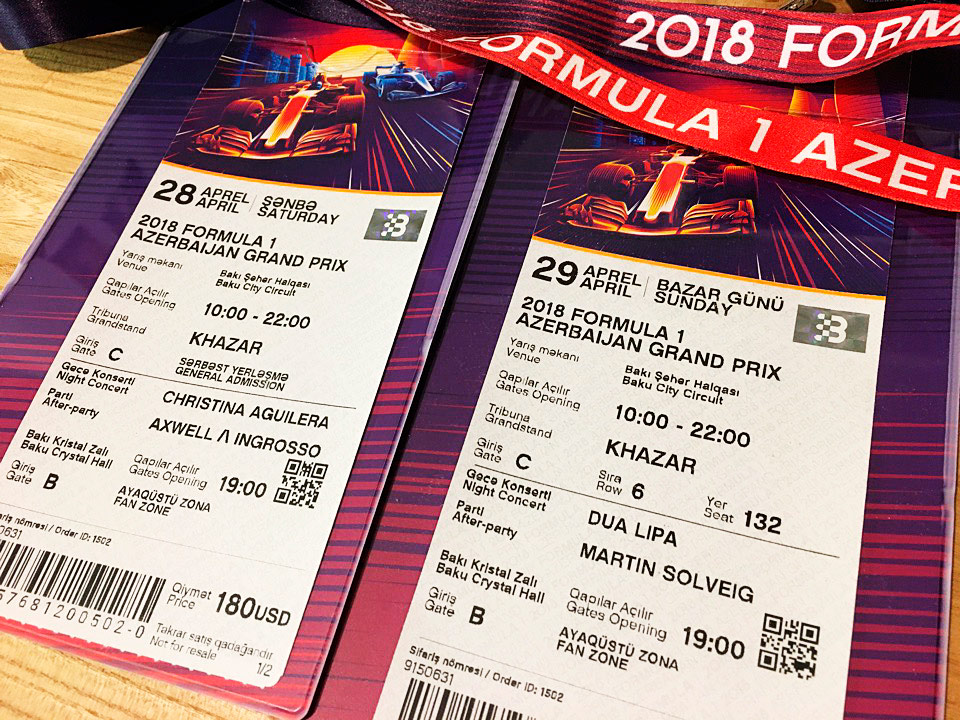 2018 FORM
2018 FORMULA 1 AZER
28 APREL ŞƏNBƏ
APRIL SATURDAY
2018 FORMULA 1
AZERBAIJAN GRAND PRIX
Yarış məkanı Bakı Şəhər Halqası
Venue Baku City Circuit
Qapılar Açılır 10:00 - 22:00
Gates Opening
Tribuna KHAZAR
Grandstand
Giriş C SƏRBƏST YERLƏŞMƏ
Gate GENERAL ADMISSION
Gecə Konserti CHRISTINA AGUILERA
Night Concert
Parti AXWELL Λ INGROSSO
After-party
Bakı Kristal Zalı Qapılar Açılır 19:00
Baku Crystal Hall Gates Opening
Giriş B AYAQÜSTÜ ZONA
Gate FAN ZONE
ifariş nömrəsi / Order ID: 1502
0631
57681200502-0
Qiymət 180USD
Price
Təkrar satış qadağandır
Not for resale
1/2
29 APREL BAZAR GÜNÜ
APRIL SUNDAY
2018 FORMULA 1
AZERBAIJAN GRAND PRIX
Yarış məkanı Bakı Şəhər Halqası
Venue Baku City Circuit
Qapılar Açılır 10:00 - 22:00
Gates Opening
Tribuna KHAZAR
Grandstand
Giriş C Sıra 6 Yer 132
Gate Row Seat
Gecə Konserti DUA LIPA
Night Concert
Parti MARTIN SOLVEIG
After-party
Bakı Kristal Zalı Qapılar Açılır 19:00
Baku Crystal Hall Gates Opening
Giriş B AYAQÜSTÜ ZONA
Gate FAN ZONE
Sifariş nömrəsi / Order ID: 1502
9150631